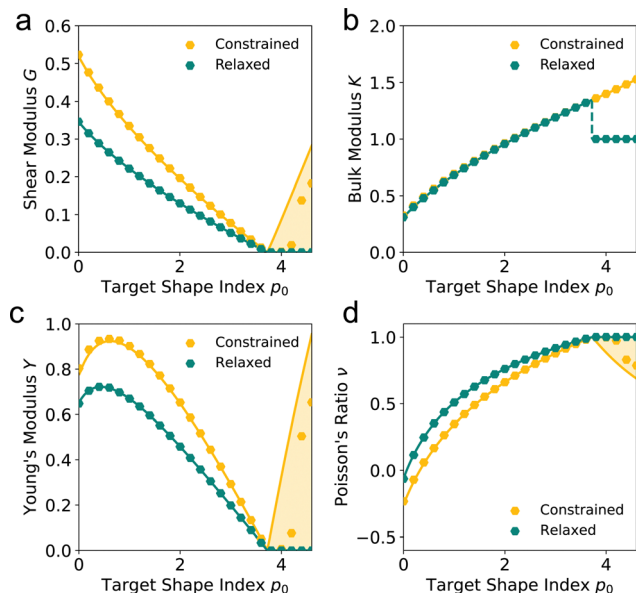 a
Shear Modulus G
0.6
0.5
0.4
0.3
0.2
0.1
0.0
0
2
4
Target Shape Index p₀
Constrained
Relaxed
b
Bulk Modulus K
2.0
1.5
1.0
0.5
0.0
0
2
4
Target Shape Index p₀
Constrained
Relaxed
c
Young's Modulus Y
1.0
0.8
0.6
0.4
0.2
0.0
0
2
4
Target Shape Index p₀
Constrained
Relaxed
d
Poisson's Ratio ν
1.0
0.5
0.0
−0.5
0
2
4
Target Shape Index p₀
Constrained
Relaxed